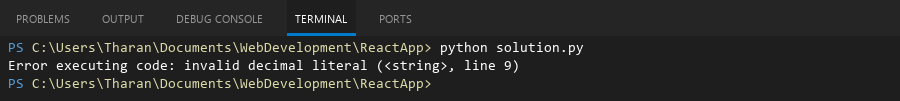 PROBLEMS OUTPUT DEBUG CONSOLE TERMINAL PORTS
PS C:\Users\Tharan\Documents\WebDevelopment\ReactApp> python solution.py
Error executing code: invalid decimal literal (<string>, line 9)
PS C:\Users\Tharan\Documents\WebDevelopment\ReactApp>